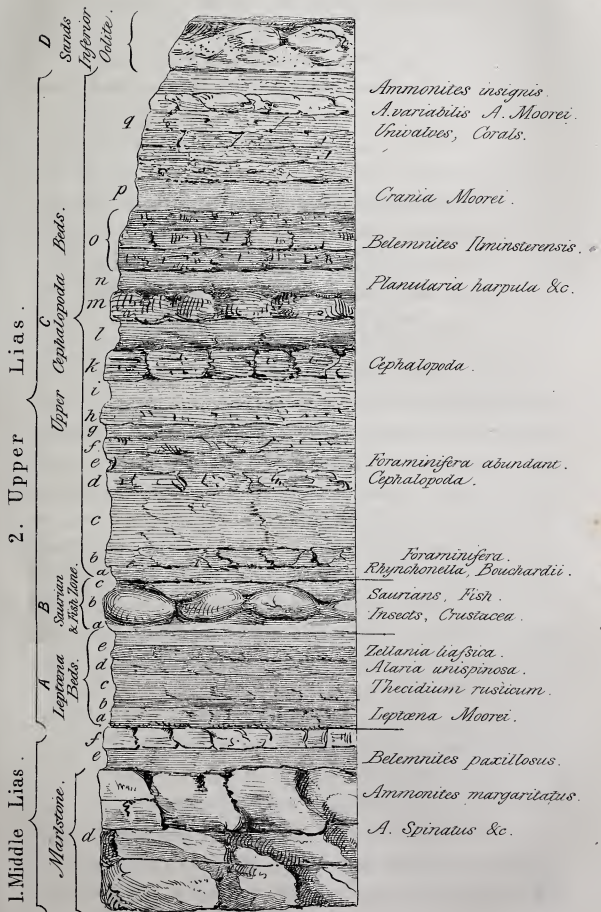 D
Sands
Inferior
Oolite.
2. Upper Lias.
C
Upper Cephalopoda Beds.
B
Saurian
& Fish Zone.
A
Leptæna
Beds.
1. Middle Lias.
Marlstone.
q
p
o
n
m
l
k
i
h
g
f
e
d
c
b
a
c
b
a
e
d
c
b
a
f
e
d
Ammonites insignis.
A. variabilis A. Moorei.
Univalves, Corals.
Crania Moorei.
Belemnites Ilminsterensis.
Planularia harpula &c.
Cephalopoda.
Foraminifera abundant.
Cephalopoda.
Foraminifera.
Rhynchonella, Bouchardii.
Saurians, Fish.
Insects, Crustacea.
Zellania liassica.
Alaria unispinosa.
Thecidium rusticum.
Leptæna Moorei.
Belemnites paxillosus.
Ammonites margaritatus.
A. Spinatus &c.